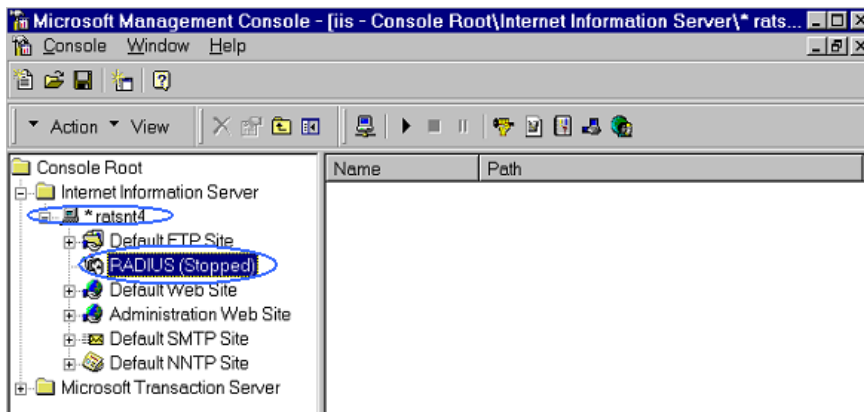 Microsoft Management Console - [iis - Console Root\Internet Information Server\* rats...
Console Window Help
Action View
Console Root
Name Path
Internet Information Server
* ratsnt4
Default FTP Site
RADIUS (Stopped)
Default Web Site
Administration Web Site
Default SMTP Site
Default NNTP Site
Microsoft Transaction Server